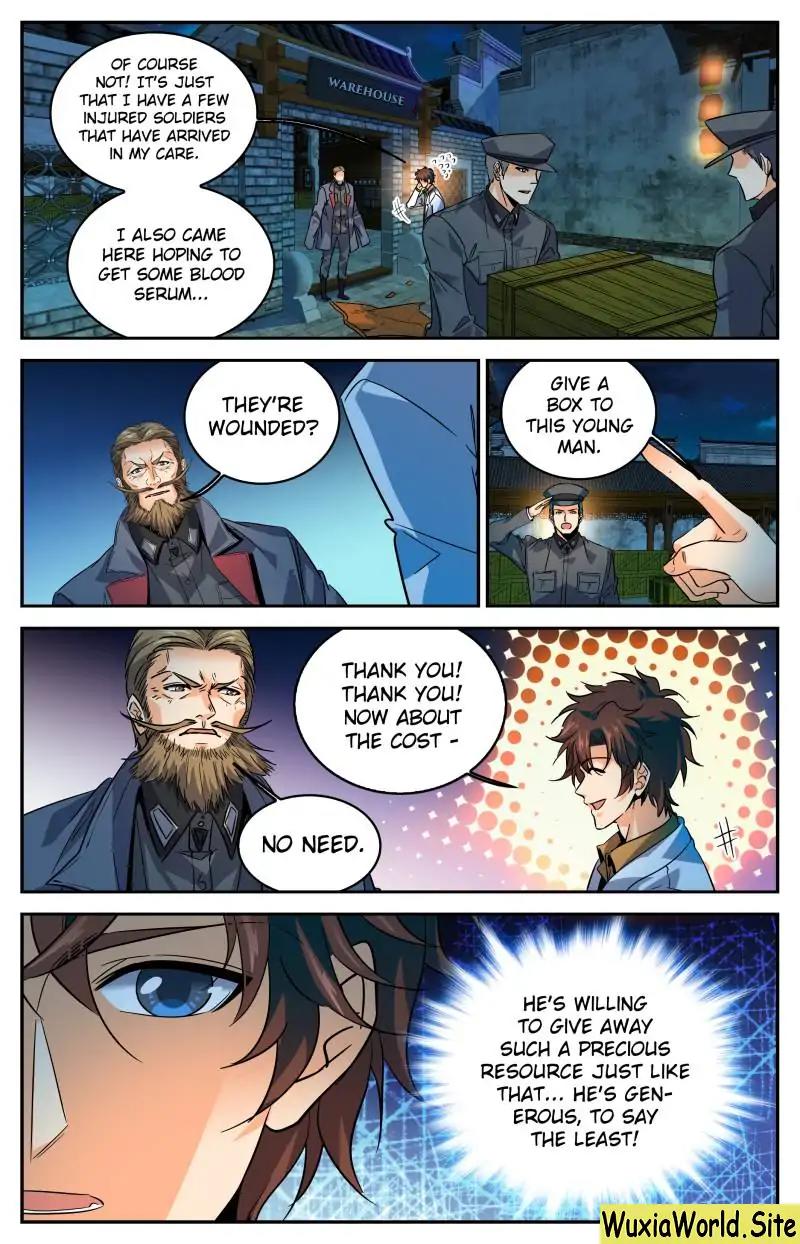 OF COURSE
NOT! IT'S JUST
THAT I HAVE A FEW
INJURED SOLDIERS
THAT HAVE ARRIVED
IN MY CARE.
WAREHOUSE
I ALSO CAME
HERE HOPING TO
GET SOME BLOOD
SERUM...
THEY'RE
WOUNDED?
GIVE A
BOX TO
THIS YOUNG
MAN.
THANK YOU!
THANK YOU!
NOW ABOUT
THE COST -
NO NEED.
HE'S WILLING
TO GIVE AWAY
SUCH A PRECIOUS
RESOURCE JUST LIKE
THAT... HE'S GEN-
EROUS, TO SAY
THE LEAST!
WuxiaWorld.Site